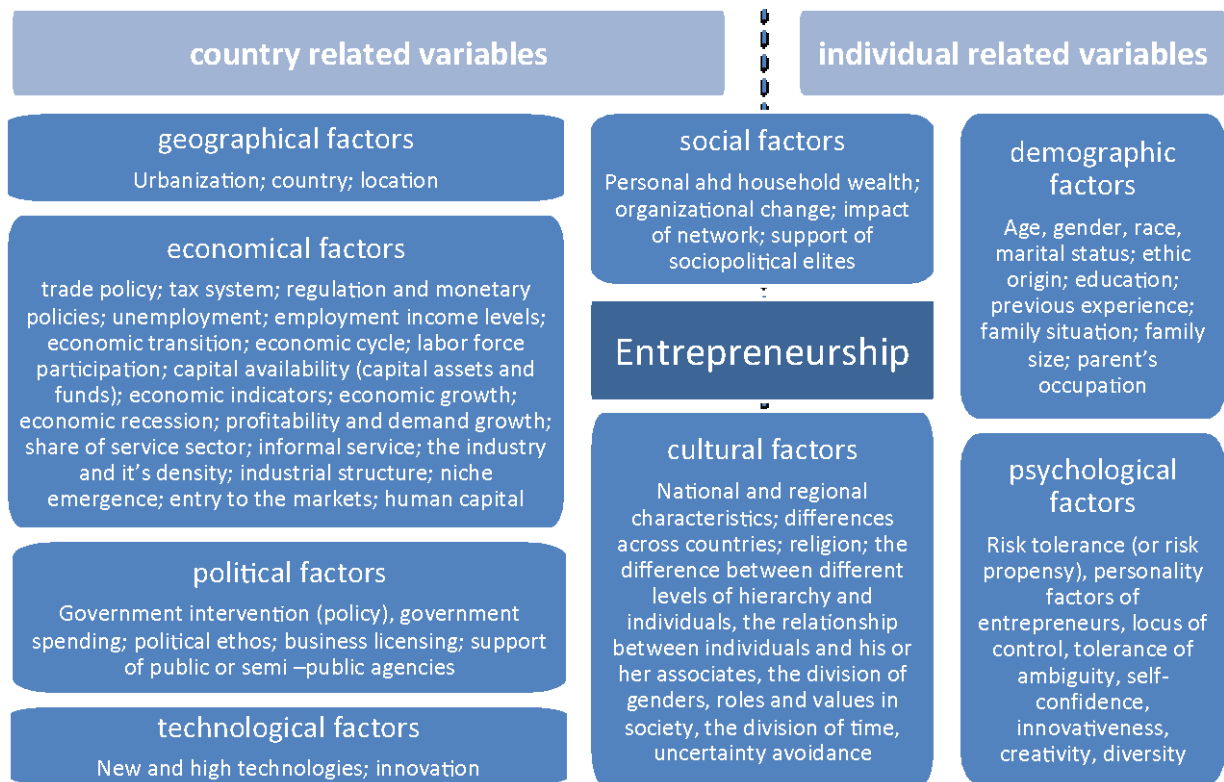 country related variables
individual related variables
geographical factors
Urbanization; country; location
economical factors
trade policy; tax system; regulation and monetary
policies; unemployment; employment income levels;
economic transition; economic cycle; labor force
participation; capital availability (capital assets and
funds); economic indicators; economic growth;
economic recession; profitability and demand growth;
share of service sector; informal service; the industry
and it's density; industrial structure; niche
emergence; entry to the markets; human capital
political factors
Government intervention (policy), government
spending; political ethos; business licensing; support
of public or semi –public agencies
technological factors
New and high technologies; innovation
social factors
Personal ahd household wealth;
organizational change; impact
of network; support of
sociopolitical elites
Entrepreneurship
cultural factors
National and regional
characteristics; differences
across countries; religion; the
difference between different
levels of hierarchy and
individuals, the relationship
between individuals and his or
her associates, the division of
genders, roles and values in
society, the division of time,
uncertainty avoidance
demographic
factors
Age, gender, race,
marital status; ethic
origin; education;
previous experience;
family situation; family
size; parent's
occupation
psychological
factors
Risk tolerance (or risk
propensy), personality
factors of
entrepreneurs, locus of
control, tolerance of
ambiguity, self-
confidence,
innovativeness,
creativity, diversity